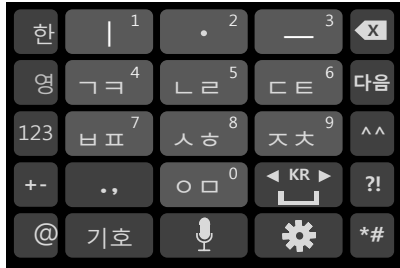 한 ㅣ 1 · 2 ㅡ 3 X
영 ㄱㅋ 4 ㄴㄹ 5 ㄷㅌ 6 다음
123 ㅂㅍ 7 ㅅㅎ 8 ㅈㅊ 9 ^^
+- ., ㅇㅁ 0 ◀ KR ▶ ?!
@ 기호 *#